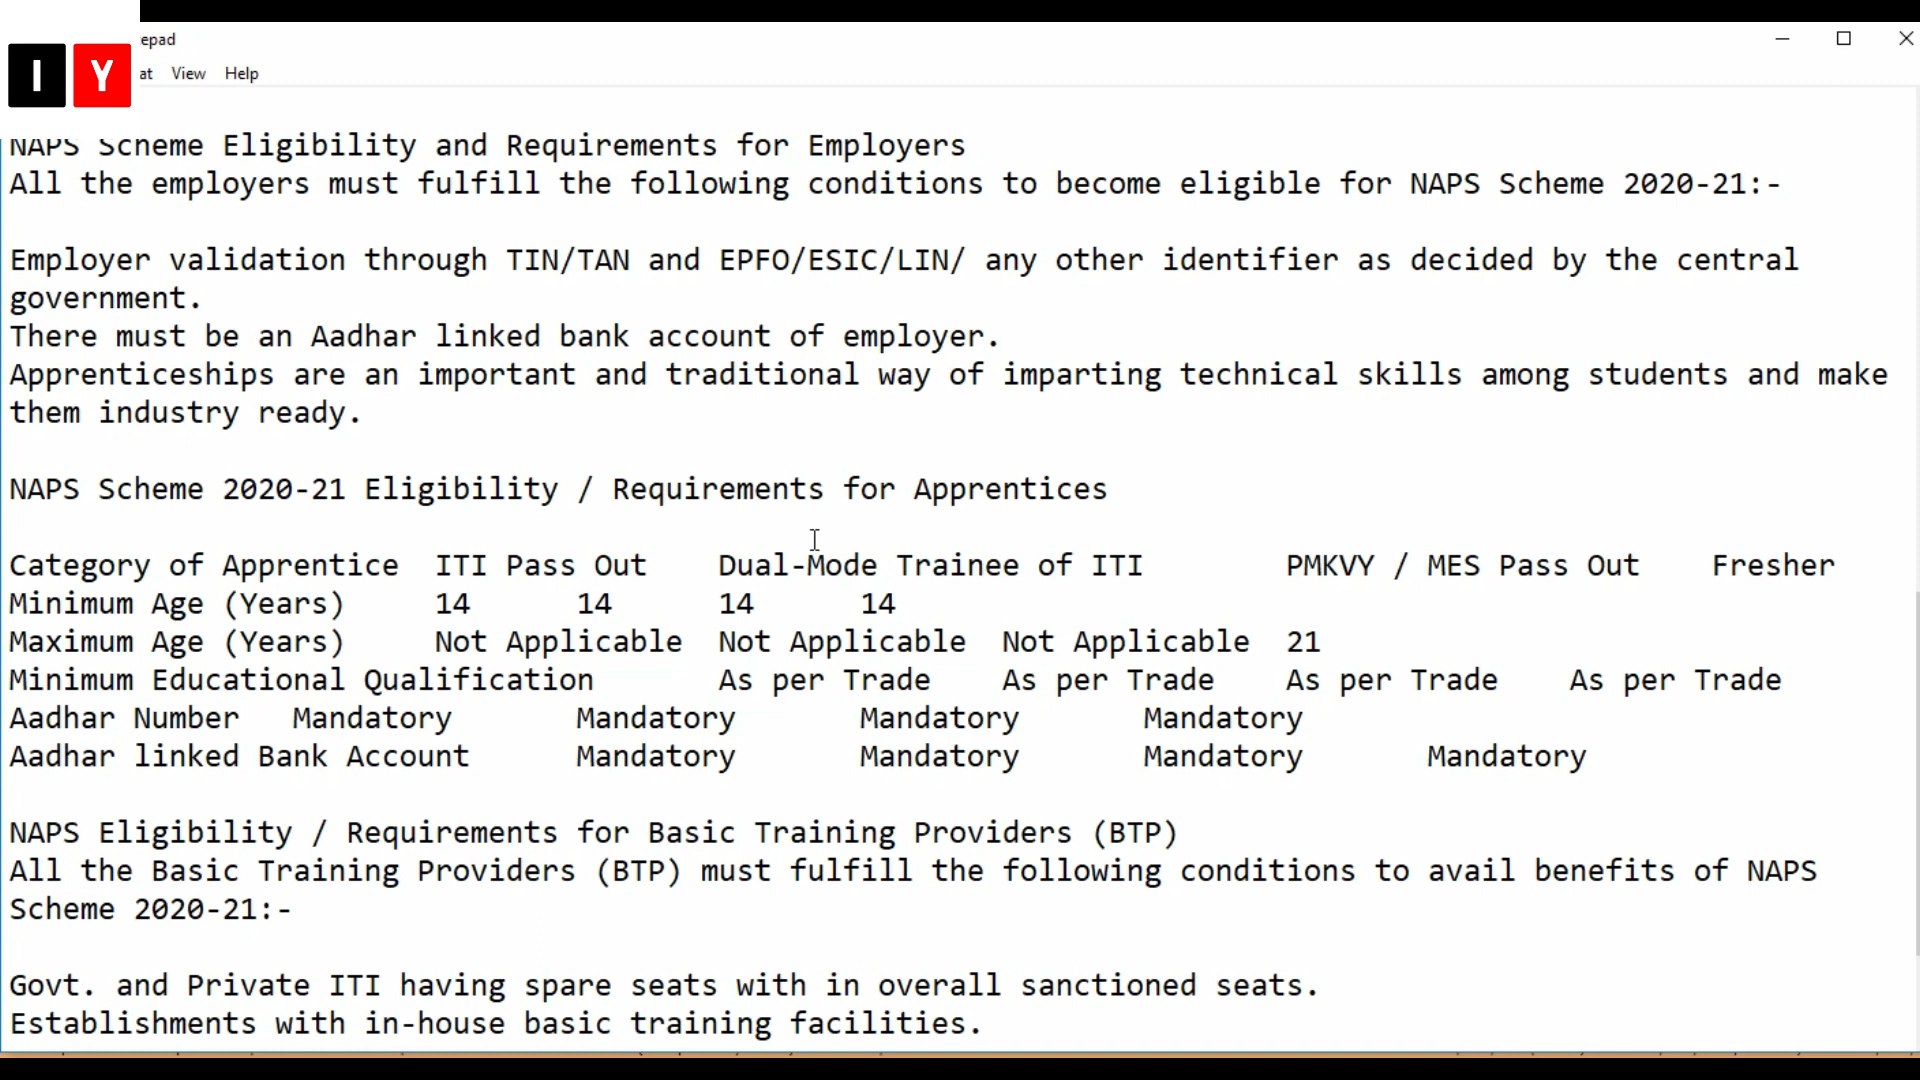 epad
I Y
at View Help
NAPS Scheme Eligibility and Requirements for Employers
All the employers must fulfill the following conditions to become eligible for NAPS Scheme 2020-21:-
Employer validation through TIN/TAN and EPFO/ESIC/LIN/ any other identifier as decided by the central
government.
There must be an Aadhar linked bank account of employer.
Apprenticeships are an important and traditional way of imparting technical skills among students and make
them industry ready.
NAPS Scheme 2020-21 Eligibility / Requirements for Apprentices
Category of Apprentice ITI Pass Out Dual-Mode Trainee of ITI PMKVY / MES Pass Out Fresher
Minimum Age (Years) 14 14 14 14
Maximum Age (Years) Not Applicable Not Applicable Not Applicable 21
Minimum Educational Qualification As per Trade As per Trade As per Trade As per Trade
Aadhar Number Mandatory Mandatory Mandatory Mandatory
Aadhar linked Bank Account Mandatory Mandatory Mandatory Mandatory
NAPS Eligibility / Requirements for Basic Training Providers (BTP)
All the Basic Training Providers (BTP) must fulfill the following conditions to avail benefits of NAPS
Scheme 2020-21:-
Govt. and Private ITI having spare seats with in overall sanctioned seats.
Establishments with in-house basic training facilities.